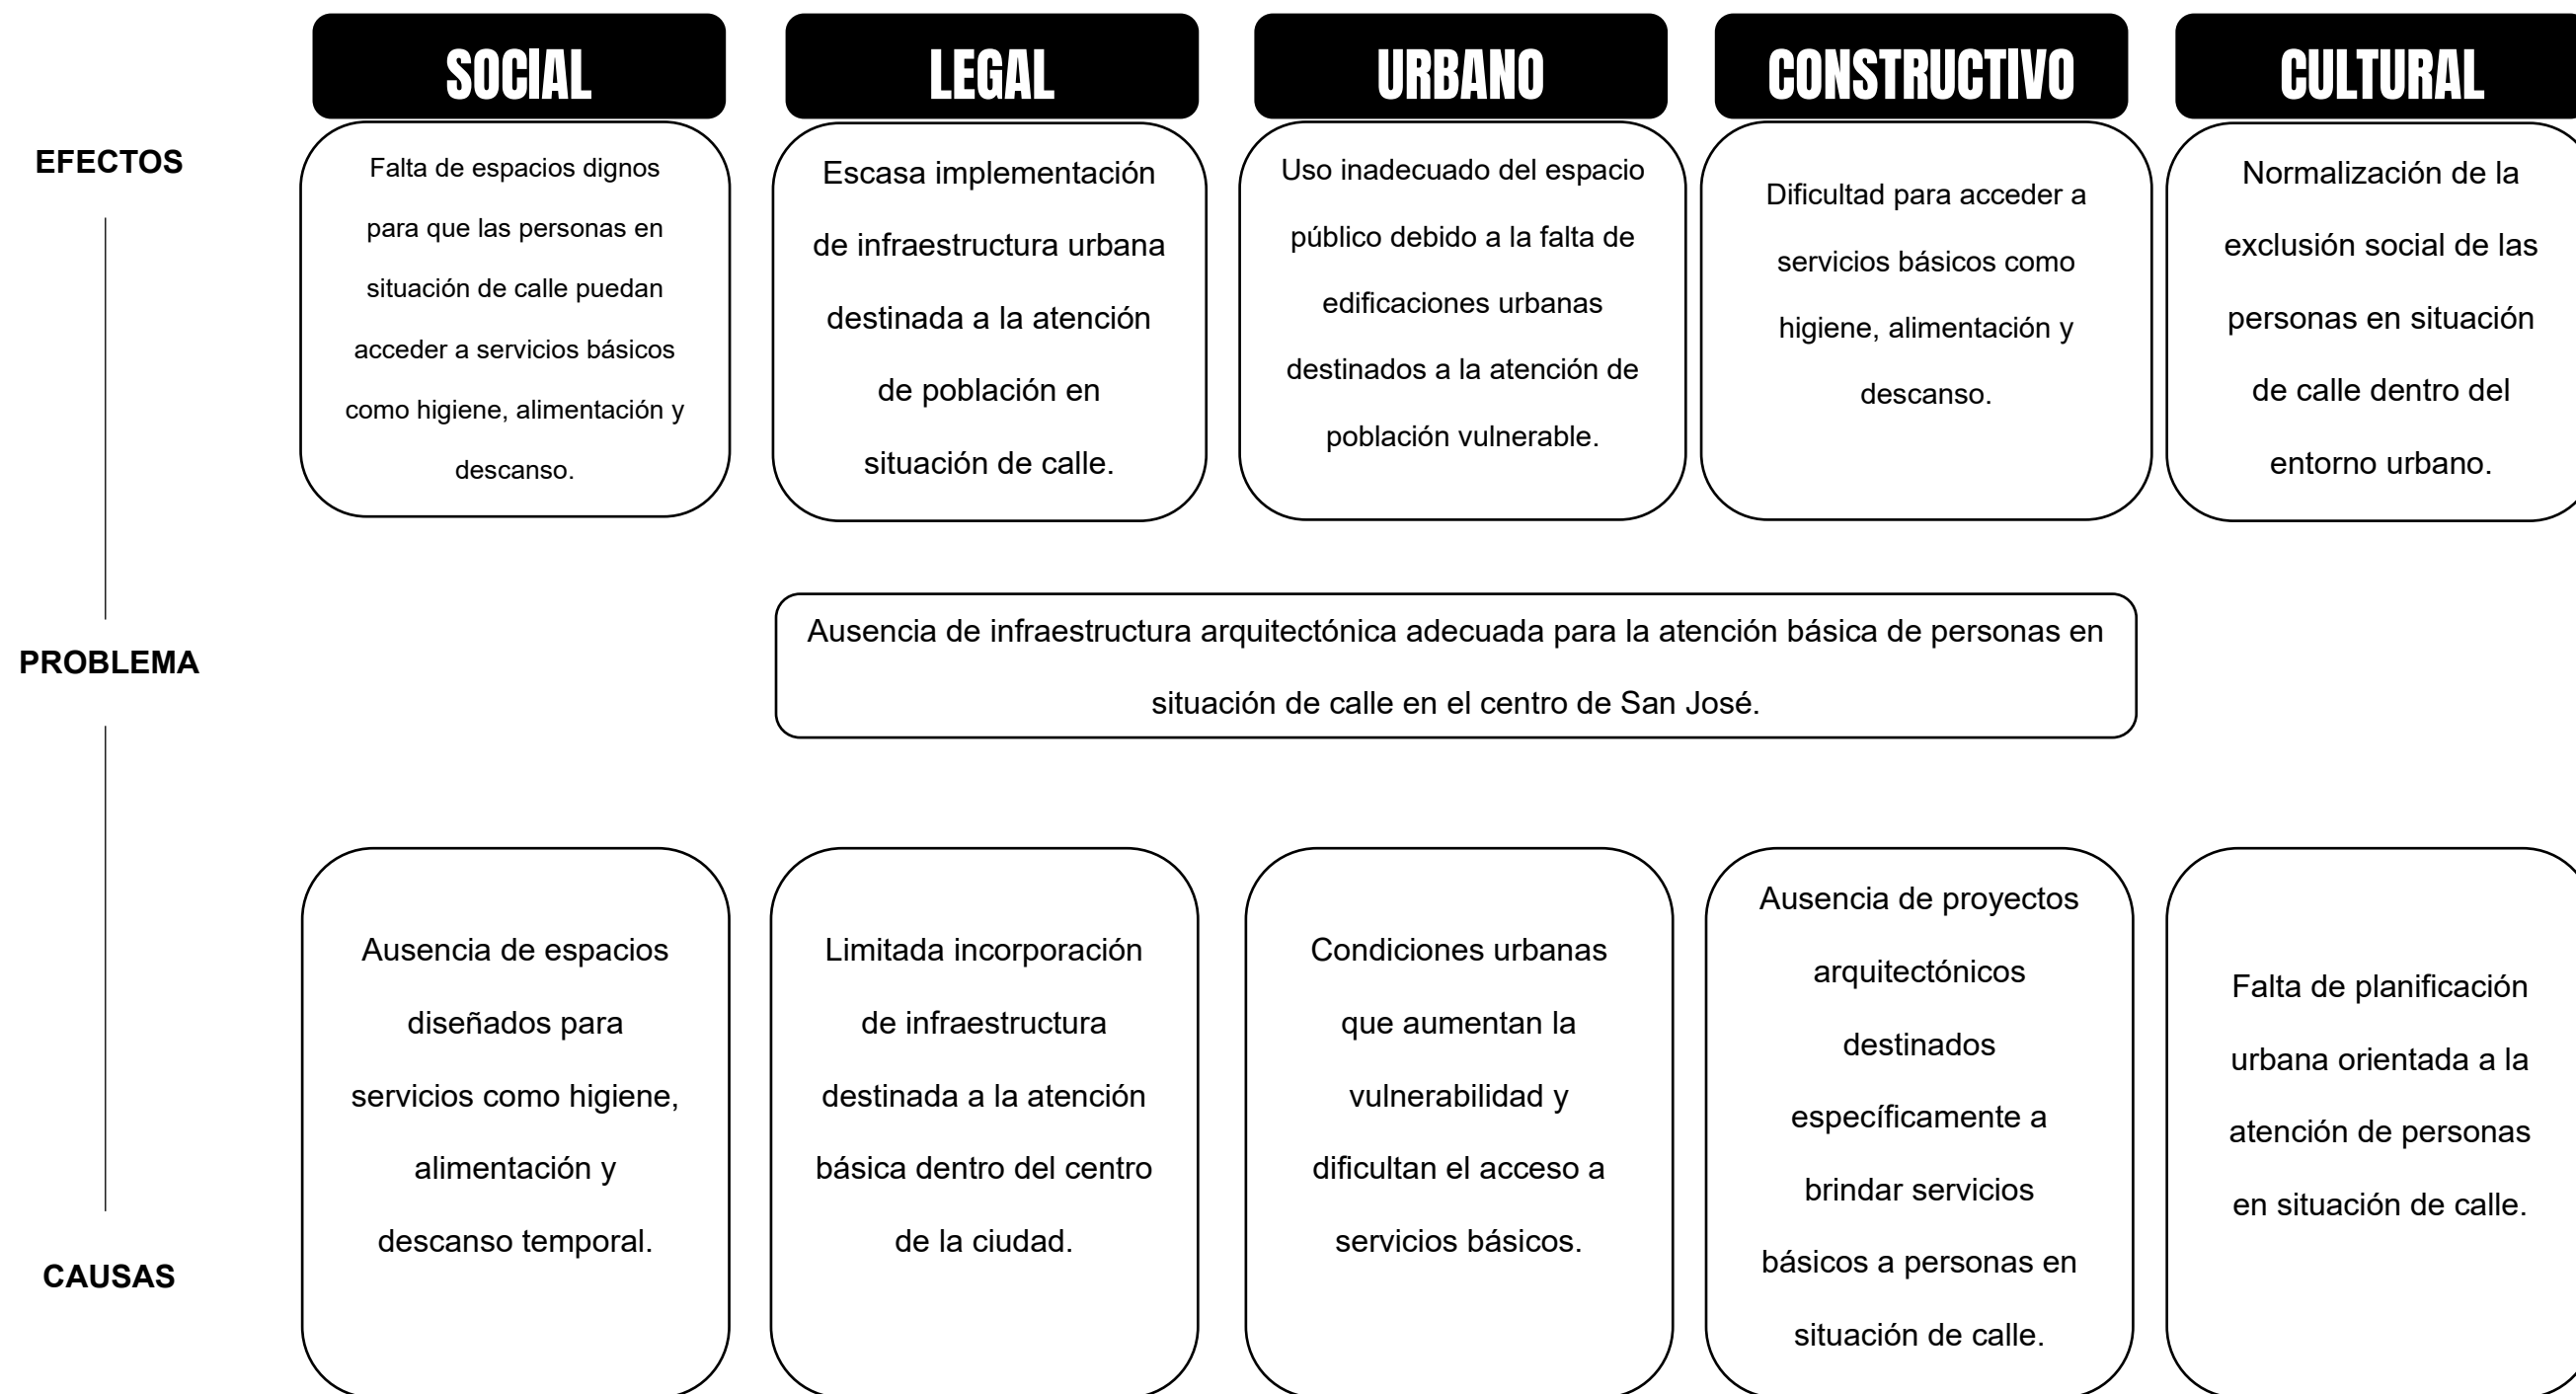 SOCIAL
LEGAL
URBANO
CONSTRUCTIVO
CULTURAL
EFECTOS
Falta de espacios dignos
para que las personas en
situación de calle puedan
acceder a servicios básicos
como higiene, alimentación y
descanso.
Escasa implementación
de infraestructura urbana
destinada a la atención
de población en
situación de calle.
Uso inadecuado del espacio
público debido a la falta de
edificaciones urbanas
destinados a la atención de
población vulnerable.
Dificultad para acceder a
servicios básicos como
higiene, alimentación y
descanso.
Normalización de la
exclusión social de las
personas en situación
de calle dentro del
entorno urbano.
PROBLEMA
Ausencia de infraestructura arquitectónica adecuada para la atención básica de personas en
situación de calle en el centro de San José.
CAUSAS
Ausencia de espacios
diseñados para
servicios como higiene,
alimentación y
descanso temporal.
Limitada incorporación
de infraestructura
destinada a la atención
básica dentro del centro
de la ciudad.
Condiciones urbanas
que aumentan la
vulnerabilidad y
dificultan el acceso a
servicios básicos.
Ausencia de proyectos
arquitectónicos
destinados
específicamente a
brindar servicios
básicos a personas en
situación de calle.
Falta de planificación
urbana orientada a la
atención de personas
en situación de calle.